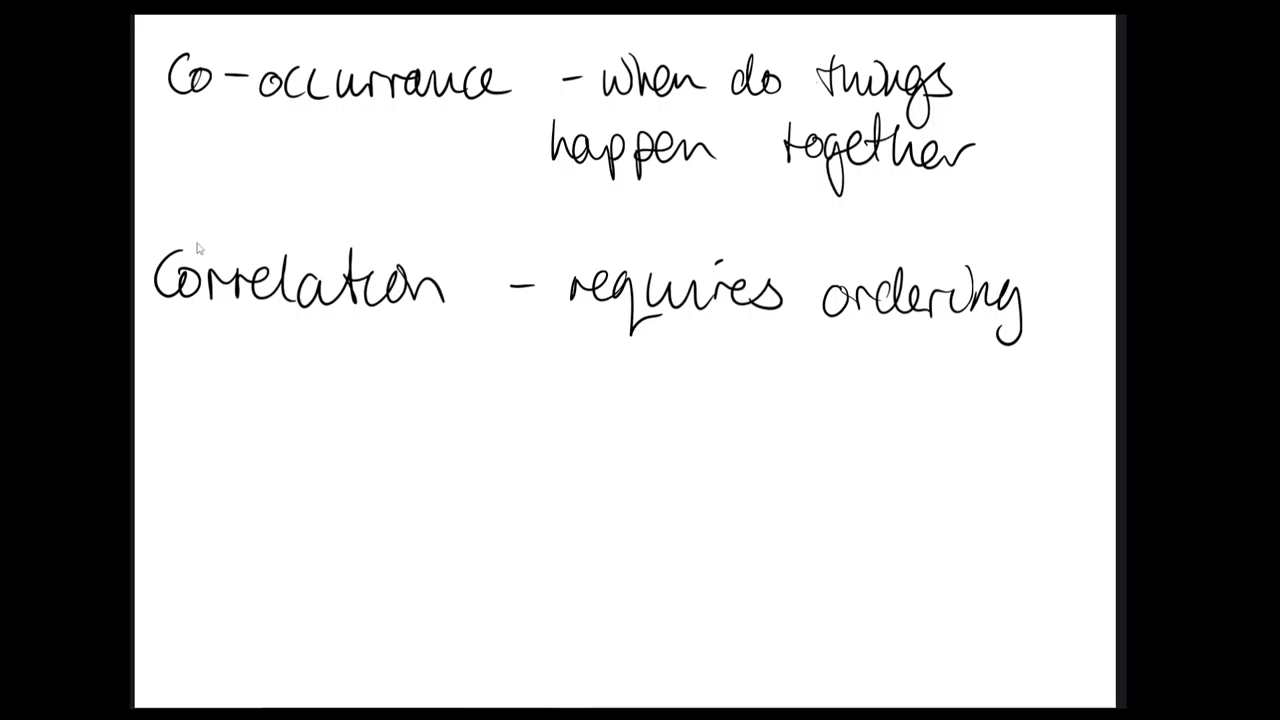 Co-occurrance - when do things
happen together
Correlation - requires ordering